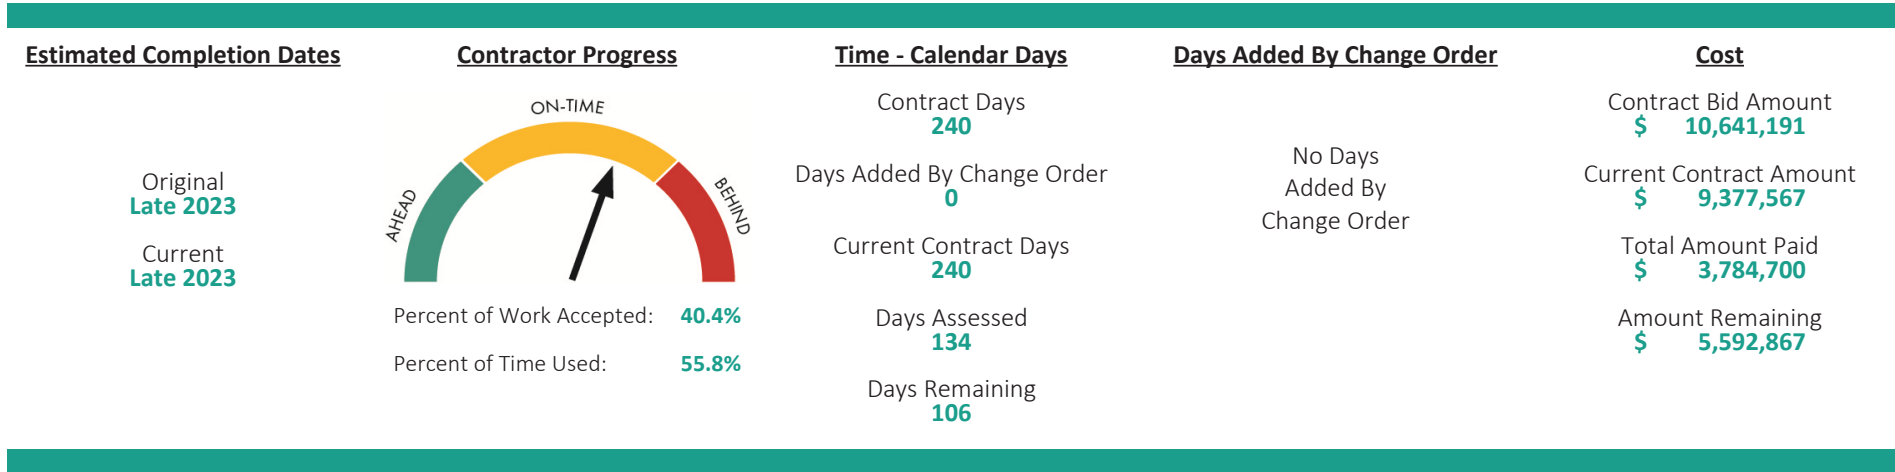 Estimated Completion Dates
Original
Late 2023
Current
Late 2023
Contractor Progress
ON-TIME
AHEAD
BEHIND
Percent of Work Accepted: 40.4%
Percent of Time Used: 55.8%
Time - Calendar Days
Contract Days
240
Days Added By Change Order
0
Current Contract Days
240
Days Assessed
134
Days Remaining
106
Days Added By Change Order
No Days
Added By
Change Order
Cost
Contract Bid Amount
$ 10,641,191
Current Contract Amount
$ 9,377,567
Total Amount Paid
$ 3,784,700
Amount Remaining
$ 5,592,867